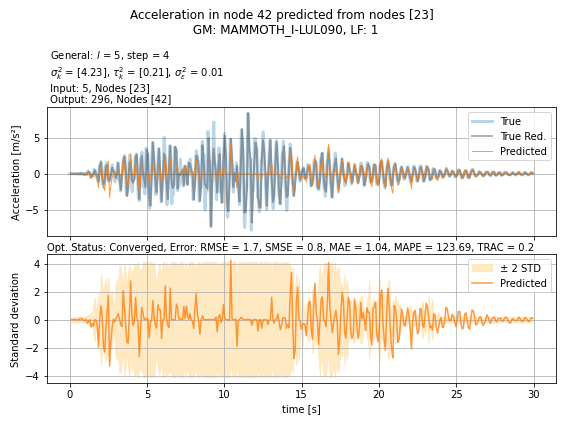 Acceleration in node 42 predicted from nodes [23]
GM: MAMMOTH_I-LUL090, LF: 1
General: l = 5, step = 4
σ²ₖ = [4.23], τ²ₖ = [0.21], σ²ε = 0.01
Input: 5, Nodes [23]
Output: 296, Nodes [42]
True
True Red.
Predicted
Acceleration [m/s²]
5
0
−5
Opt. Status: Converged, Error: RMSE = 1.7, SMSE = 0.8, MAE = 1.04, MAPE = 123.69, TRAC = 0.2
± 2 STD
Predicted
Standard deviation
4
2
0
−2
−4
0 5 10 15 20 25 30
time [s]